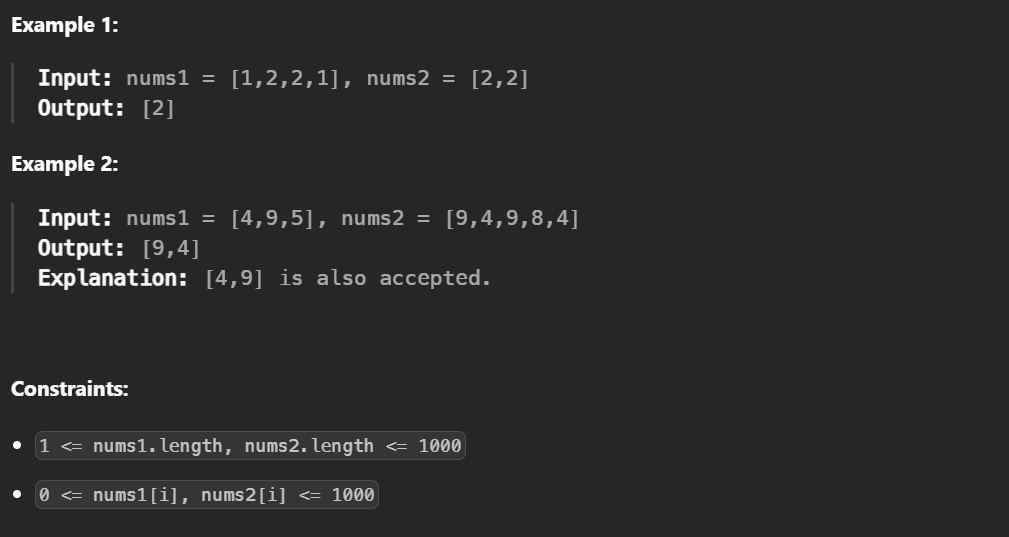 Example 1:
Input: nums1 = [1,2,2,1], nums2 = [2,2]
Output: [2]
Example 2:
Input: nums1 = [4,9,5], nums2 = [9,4,9,8,4]
Output: [9,4]
Explanation: [4,9] is also accepted.
Constraints:
• 1 <= nums1.length, nums2.length <= 1000
• 0 <= nums1[i], nums2[i] <= 1000